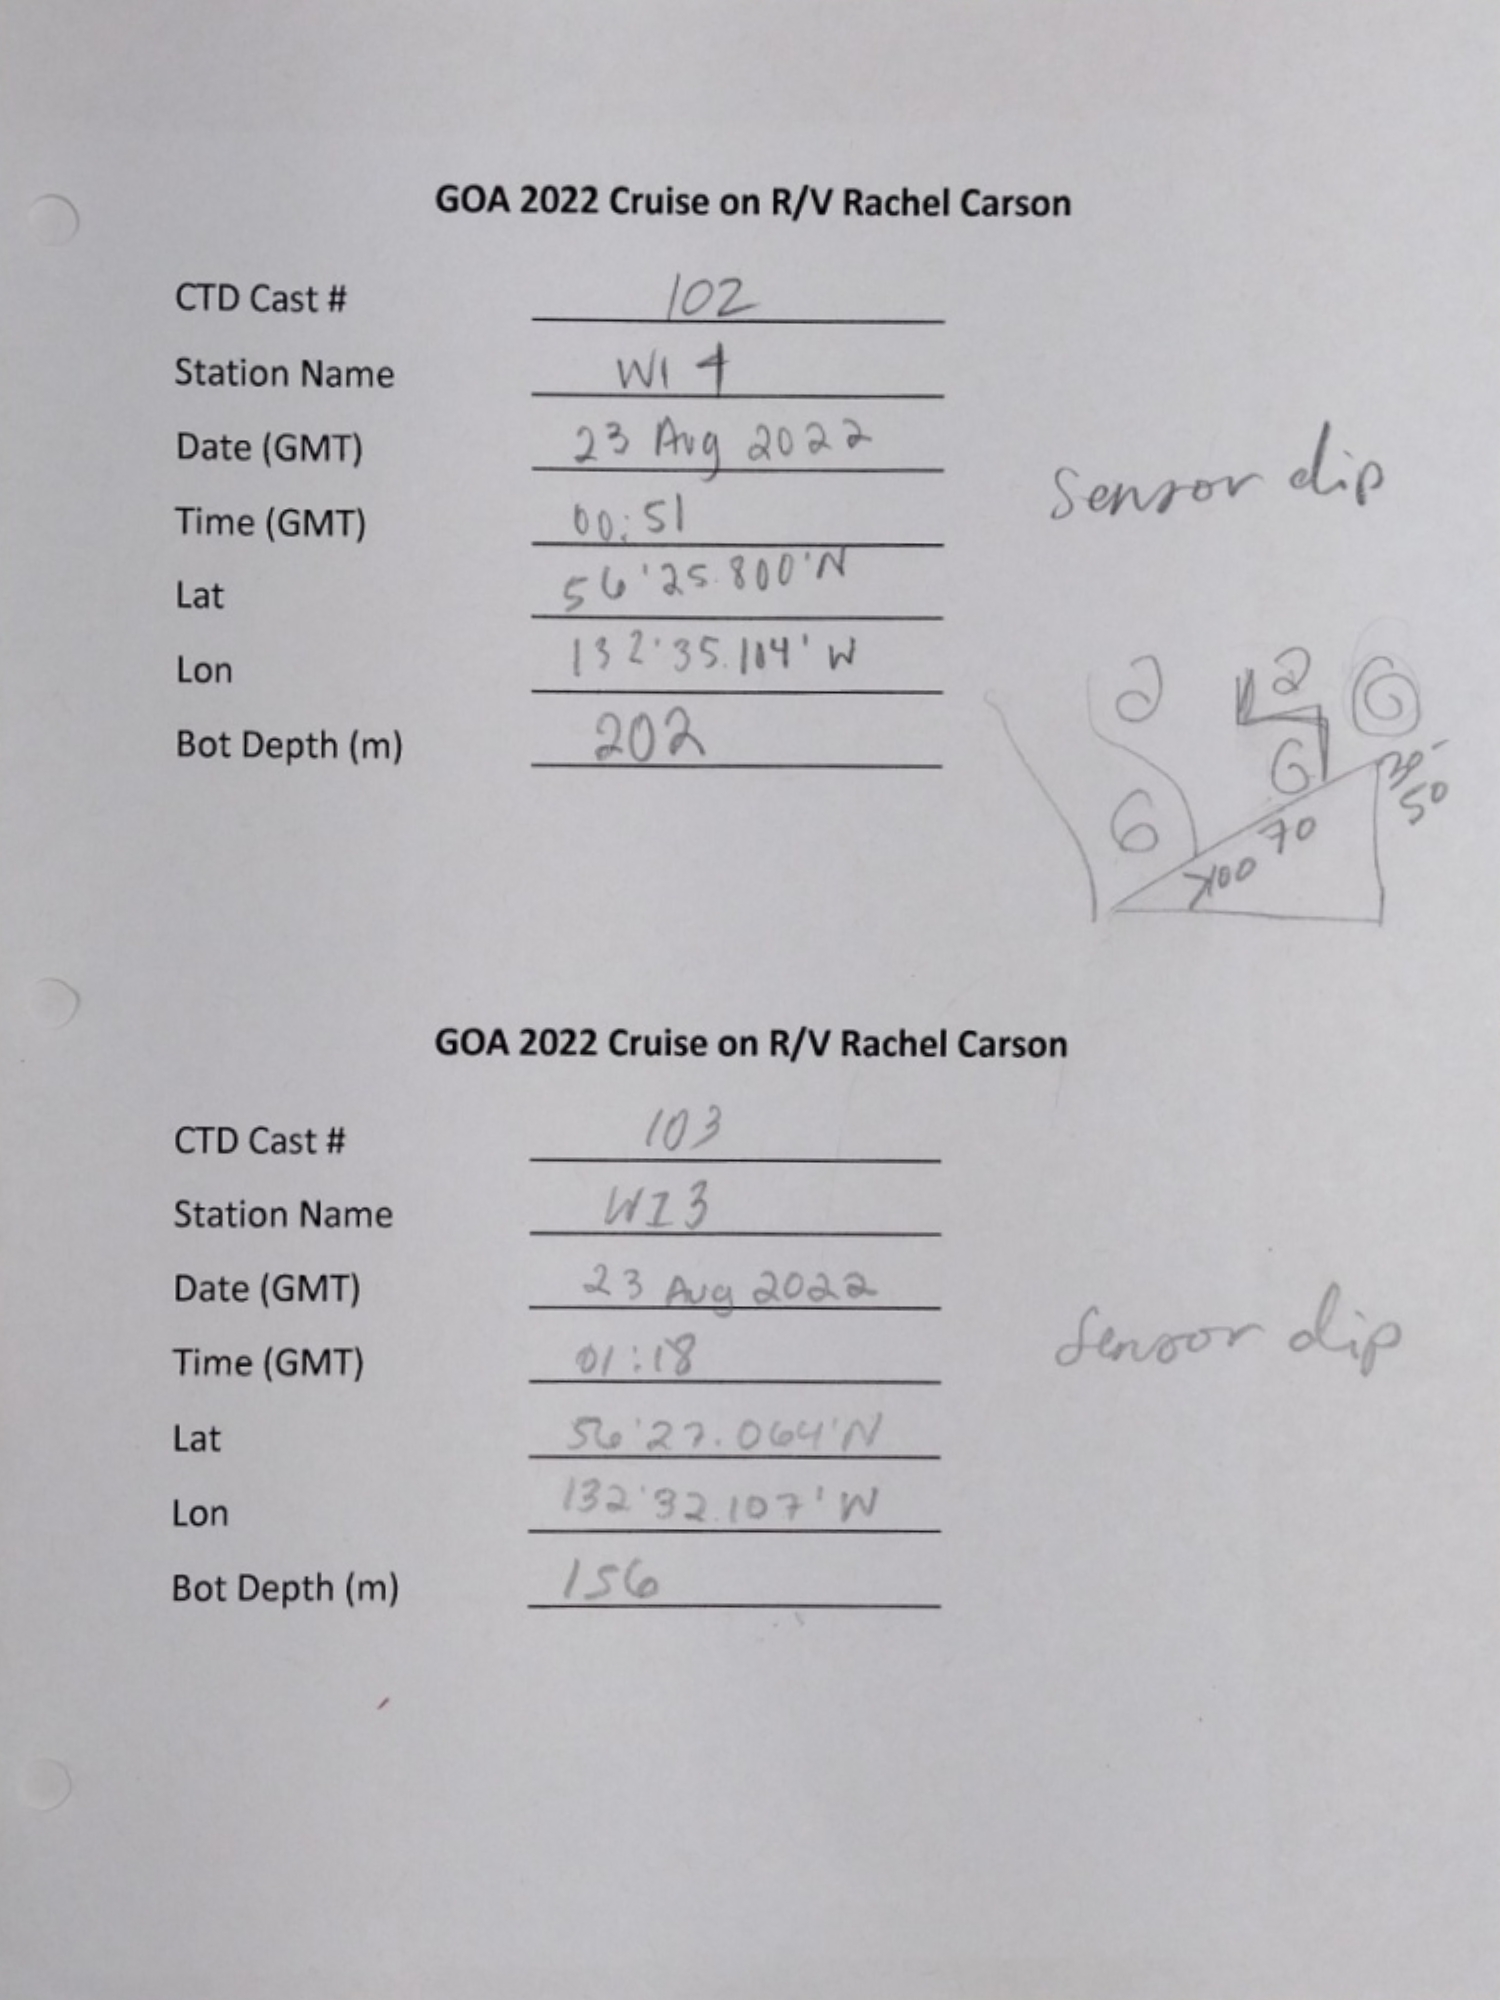 GOA 2022 Cruise on R/V Rachel Carson
CTD Cast # 102
Station Name WI 4
Date (GMT) 23 Aug 2022
Time (GMT) 00:51
Lat 56'25.800'N
Lon 132'35.114'W
Bot Depth (m) 202
Sensor dip
2 2 6
6 6
100 70 50
GOA 2022 Cruise on R/V Rachel Carson
CTD Cast # 103
Station Name WI3
Date (GMT) 23 Aug 2022
Time (GMT) 01:18
Lat 56'27.064'N
Lon 132'32.107'W
Bot Depth (m) 156
Sensor dip